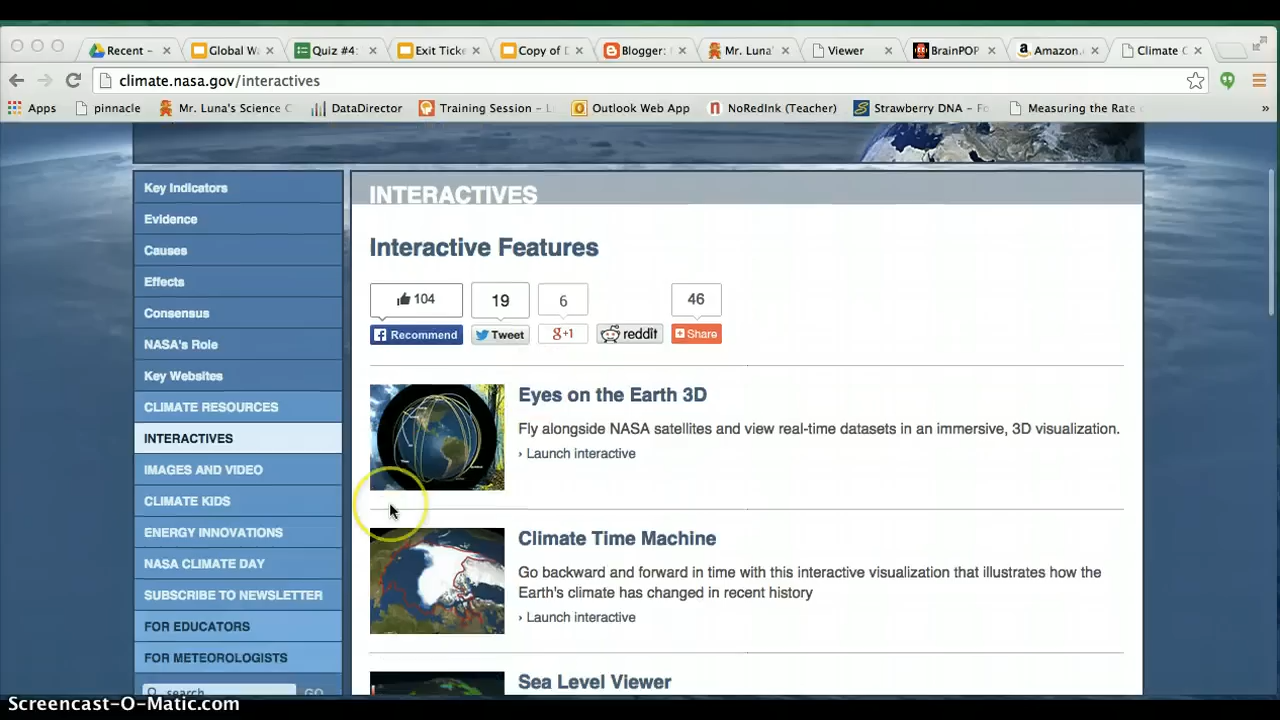 Recent -
Global Wa
Quiz #4:
Exit Ticke
Copy of D
Blogger:
Mr. Luna'
Viewer
BrainPOP
Amazon.c
Climate C
climate.nasa.gov/interactives
Apps
pinnacle
Mr. Luna's Science C
DataDirector
Training Session – L
Outlook Web App
NoRedInk (Teacher)
Strawberry DNA – Fo
Measuring the Rate
»
Key Indicators
Evidence
Causes
Effects
Consensus
NASA's Role
Key Websites
CLIMATE RESOURCES
INTERACTIVES
IMAGES AND VIDEO
CLIMATE KIDS
ENERGY INNOVATIONS
NASA CLIMATE DAY
SUBSCRIBE TO NEWSLETTER
FOR EDUCATORS
FOR METEOROLOGISTS
search
GO
INTERACTIVES
Interactive Features
104
19
6
46
Recommend
Tweet
g+1
reddit
Share
Eyes on the Earth 3D
Fly alongside NASA satellites and view real-time datasets in an immersive, 3D visualization.
› Launch interactive
Climate Time Machine
Go backward and forward in time with this interactive visualization that illustrates how the
Earth's climate has changed in recent history
› Launch interactive
Sea Level Viewer
Screencast-O-Matic.com